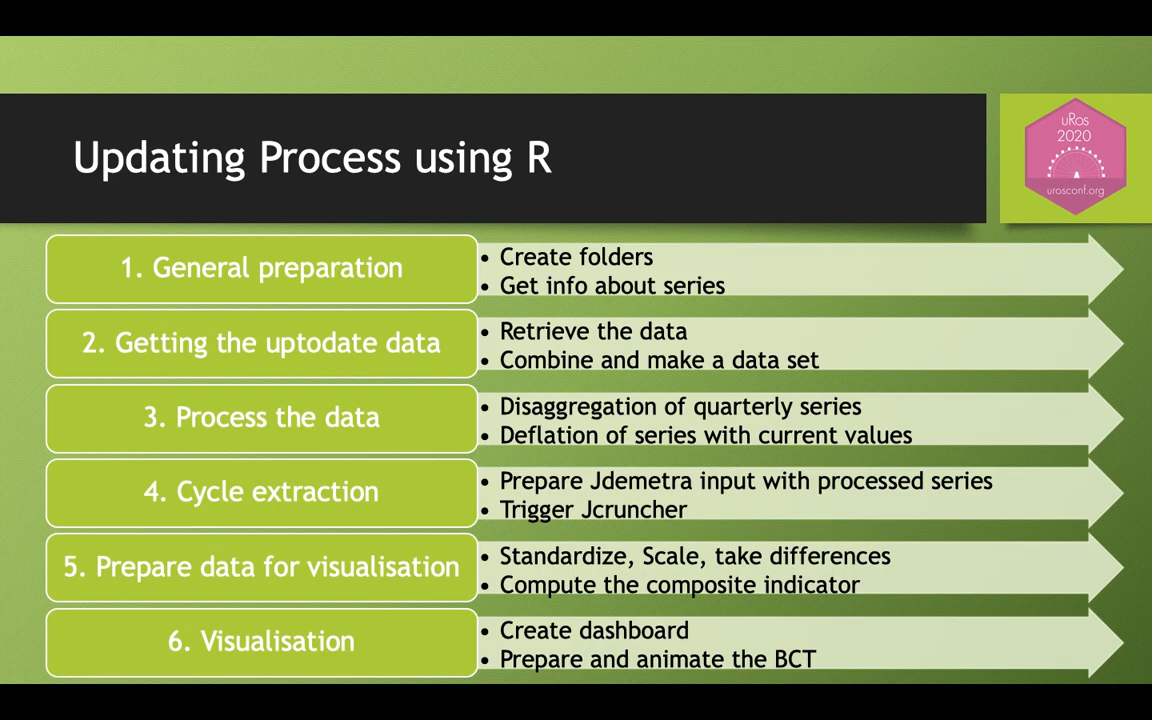 Updating Process using R
uRos
2020
urosconf.org
1. General preparation
• Create folders
• Get info about series
2. Getting the uptodate data
• Retrieve the data
• Combine and make a data set
3. Process the data
• Disaggregation of quarterly series
• Deflation of series with current values
4. Cycle extraction
• Prepare Jdemetra input with processed series
• Trigger Jcruncher
5. Prepare data for visualisation
• Standardize, Scale, take differences
• Compute the composite indicator
6. Visualisation
• Create dashboard
• Prepare and animate the BCT